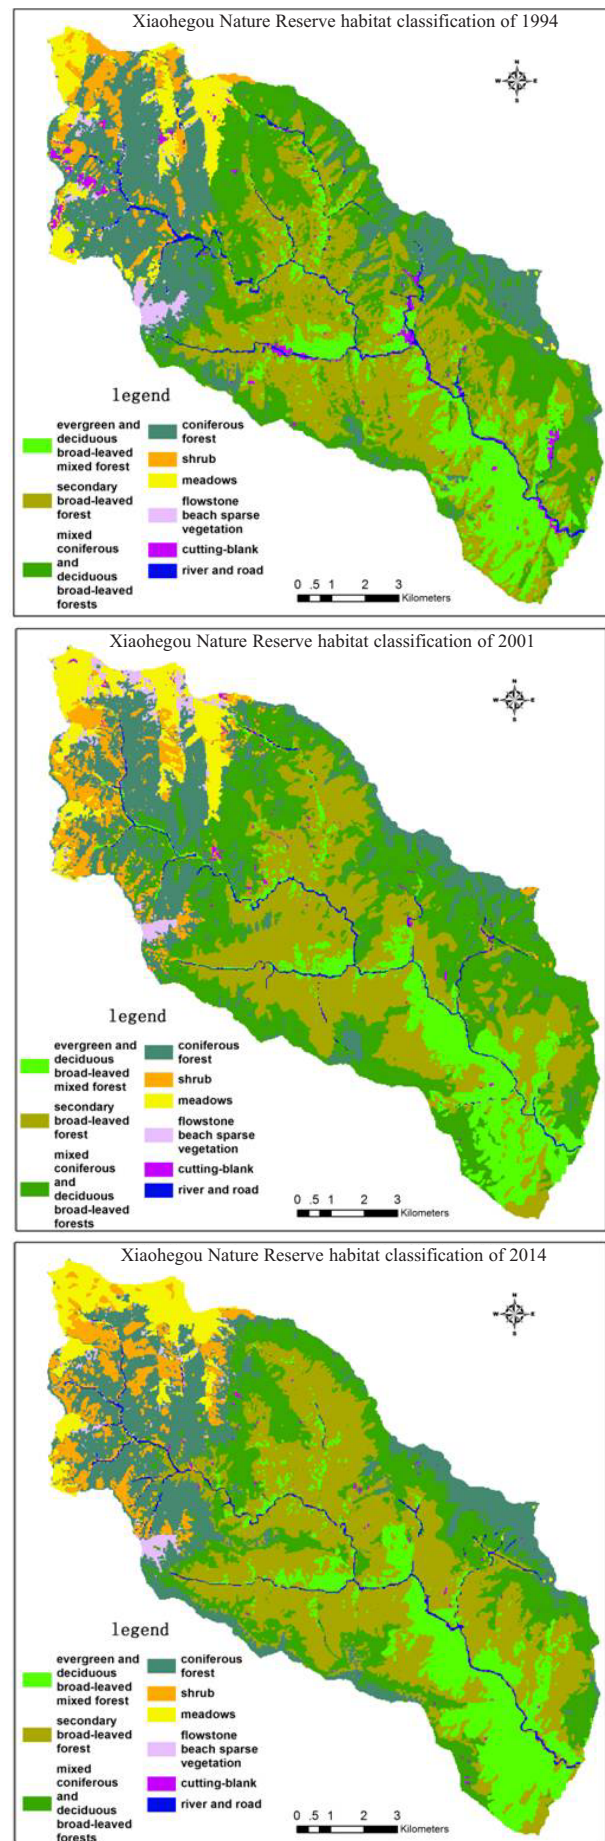 Xiaohegou Nature Reserve habitat classification of 1994
N
W E
S
legend
evergreen and
deciduous
broad-leaved
mixed forest
secondary
broad-leaved
forest
mixed
coniferous
and
deciduous
broad-leaved
forests
coniferous
forest
shrub
meadows
flowstone
beach sparse
vegetation
cutting-blank
river and road
0 .5 1 2 3
Kilometers
Xiaohegou Nature Reserve habitat classification of 2001
N
W E
S
legend
evergreen and
deciduous
broad-leaved
mixed forest
secondary
broad-leaved
forest
mixed
coniferous
and
deciduous
broad-leaved
forests
coniferous
forest
shrub
meadows
flowstone
beach sparse
vegetation
cutting-blank
river and road
0 .5 1 2 3
Kilometers
Xiaohegou Nature Reserve habitat classification of 2014
N
W E
S
legend
evergreen and
deciduous
broad-leaved
mixed forest
secondary
broad-leaved
forest
mixed
coniferous
and
deciduous
broad-leaved
forests
coniferous
forest
shrub
meadows
flowstone
beach sparse
vegetation
cutting-blank
river and road
0 .5 1 2 3
Kilometers